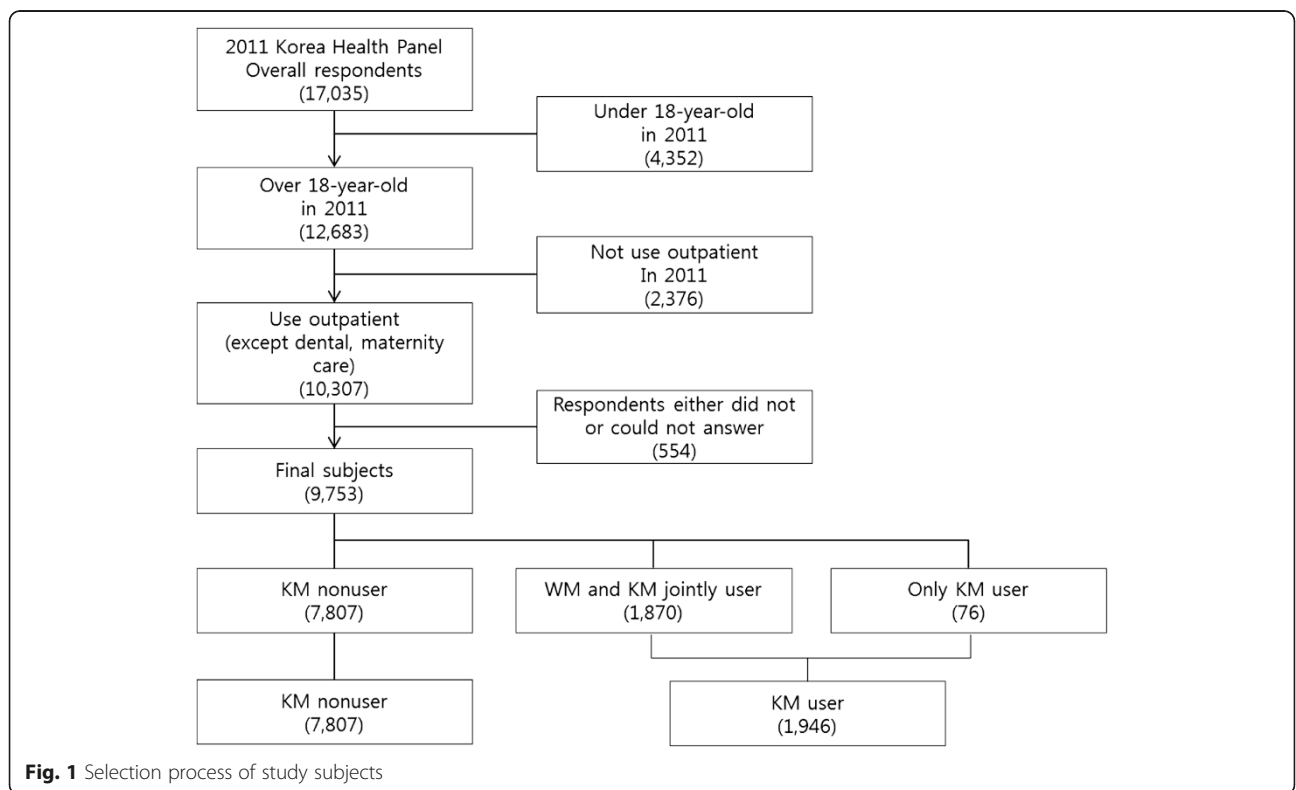 2011 Korea Health Panel
Overall respondents
(17,035)
Under 18-year-old
in 2011
(4,352)
Over 18-year-old
in 2011
(12,683)
Not use outpatient
In 2011
(2,376)
Use outpatient
(except dental, maternity
care)
(10,307)
Respondents either did not
or could not answer
(554)
Final subjects
(9,753)
KM nonuser
(7,807)
WM and KM jointly user
(1,870)
Only KM user
(76)
KM nonuser
(7,807)
KM user
(1,946)
Fig. 1 Selection process of study subjects